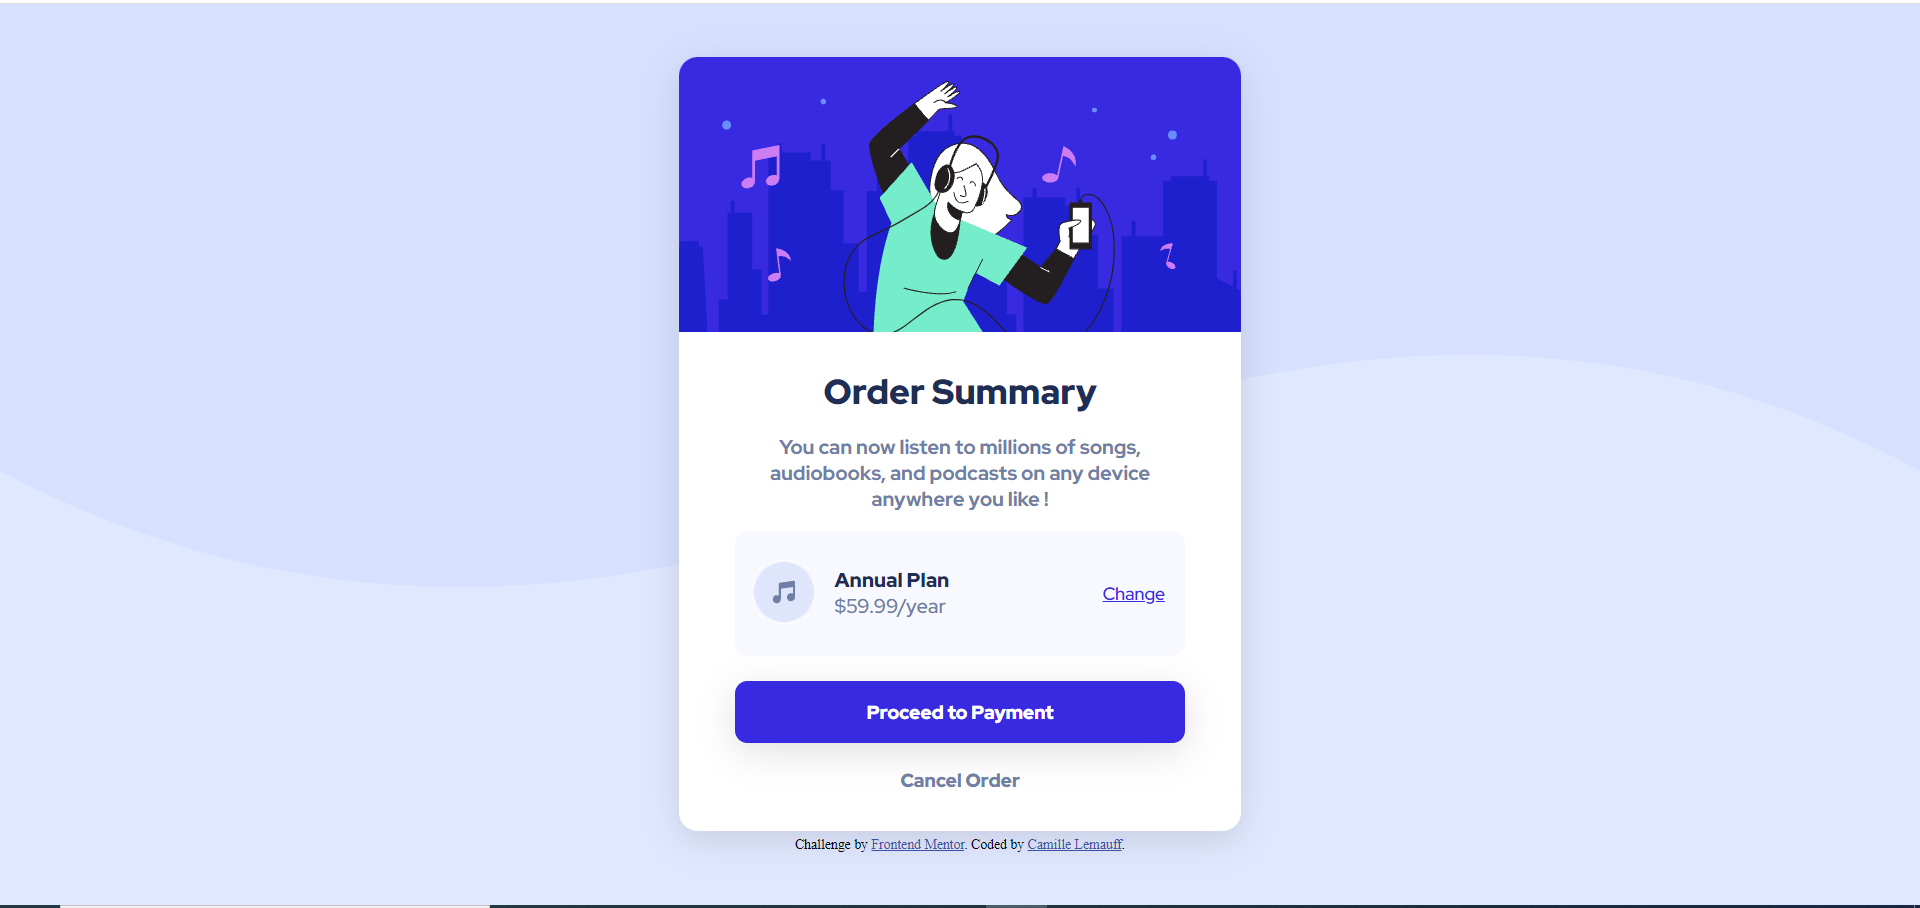 Order Summary
You can now listen to millions of songs,
audiobooks, and podcasts on any device
anywhere you like !
Annual Plan
$59.99/year
Change
Proceed to Payment
Cancel Order
Challenge by Frontend Mentor. Coded by Camille Lemauff.